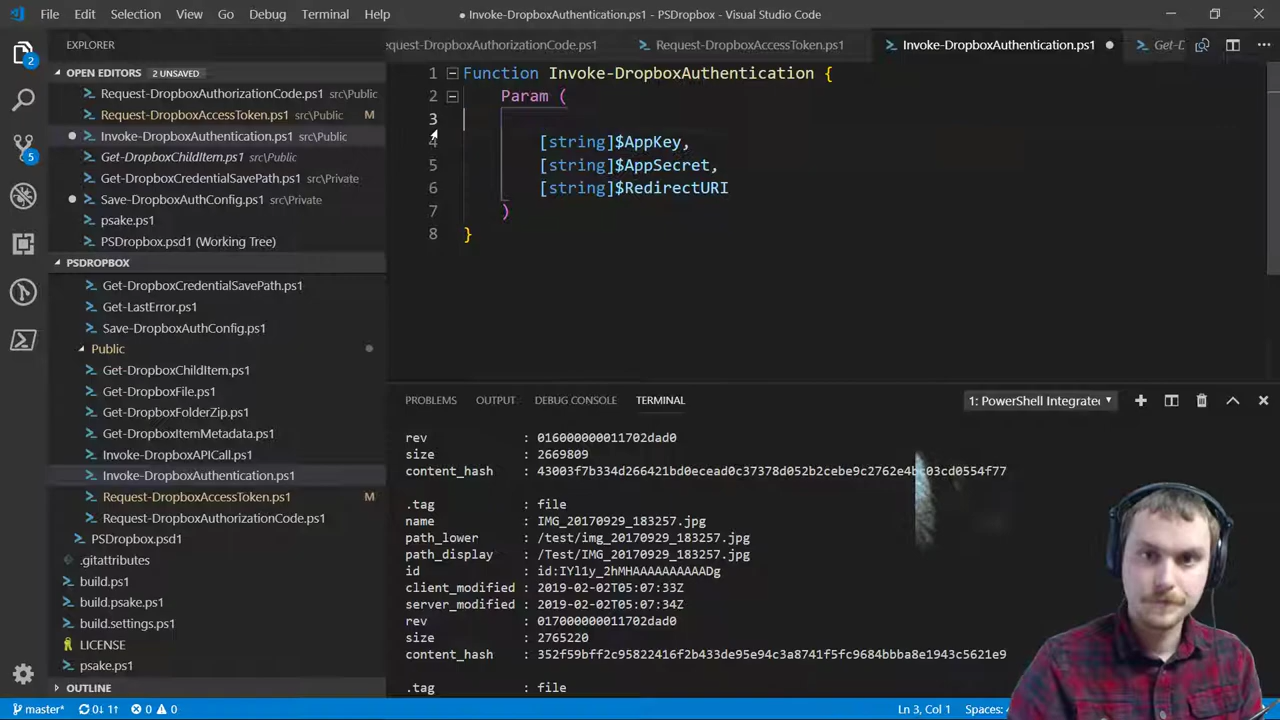 File Edit Selection View Go Debug Terminal Help
● Invoke-DropboxAuthentication.ps1 - PSDropbox - Visual Studio Code
EXPLORER
OPEN EDITORS 2 UNSAVED
Request-DropboxAuthorizationCode.ps1 src\Public
Request-DropboxAccessToken.ps1 src\Public M
Invoke-DropboxAuthentication.ps1 src\Public
Get-DropboxChildItem.ps1 src\Public
Get-DropboxCredentialSavePath.ps1 src\Private
Save-DropboxAuthConfig.ps1 src\Private
psake.ps1
PSDropbox.psd1 (Working Tree)
PSDROPBOX
Get-DropboxCredentialSavePath.ps1
Get-LastError.ps1
Save-DropboxAuthConfig.ps1
Public
Get-DropboxChildItem.ps1
Get-DropboxFile.ps1
Get-DropboxFolderZip.ps1
Get-DropboxItemMetadata.ps1
Invoke-DropboxAPICall.ps1
Invoke-DropboxAuthentication.ps1
Request-DropboxAccessToken.ps1 M
Request-DropboxAuthorizationCode.ps1
PSDropbox.psd1
.gitattributes
build.ps1
build.psake.ps1
build.settings.ps1
LICENSE
psake.ps1
OUTLINE
2
5
equest-DropboxAuthorizationCode.ps1 Request-DropboxAccessToken.ps1 Invoke-DropboxAuthentication.ps1 Get-D
1 Function Invoke-DropboxAuthentication {
2 Param (
3
4 [string]$AppKey,
5 [string]$AppSecret,
6 [string]$RedirectURI
7 )
8 }
PROBLEMS OUTPUT DEBUG CONSOLE TERMINAL 1: PowerShell Integrated
rev : 016000000011702dad0
size : 2669809
content_hash : 43003f7b334d266421bd0ecead0c37378d052b2cebe9c2762e4bc03cd0554f77
.tag : file
name : IMG_20170929_183257.jpg
path_lower : /test/img_20170929_183257.jpg
path_display : /Test/IMG_20170929_183257.jpg
id : id:IYl1y_2hMHAAAAAAAAAADg
client_modified : 2019-02-02T05:07:33Z
server_modified : 2019-02-02T05:07:34Z
rev : 017000000011702dad0
size : 2765220
content_hash : 352f59bff2c95822416f2b433de95e94c3a8741f5fc9684bbba8e1943c5621e9
.tag : file
master* 0↓ 1↑ 0 0 Ln 3, Col 1 Spaces: